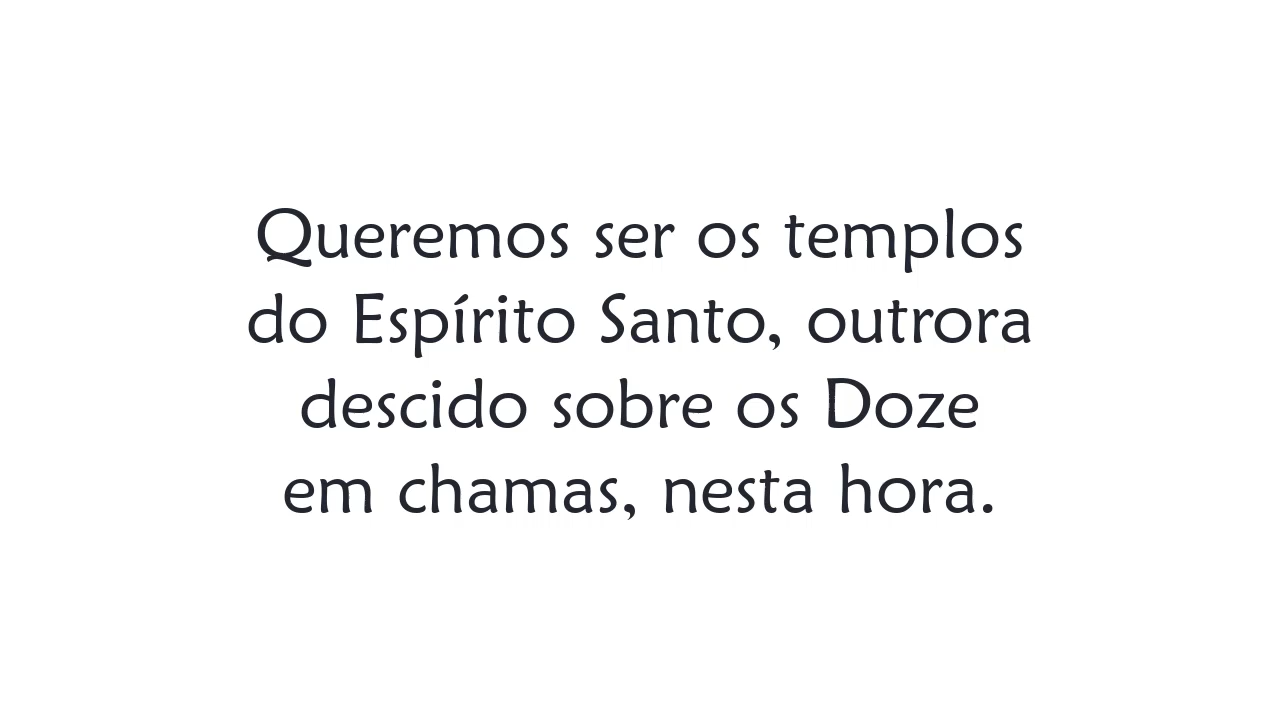 Queremos ser os templos
do Espírito Santo, outrora
descido sobre os Doze
em chamas, nesta hora.